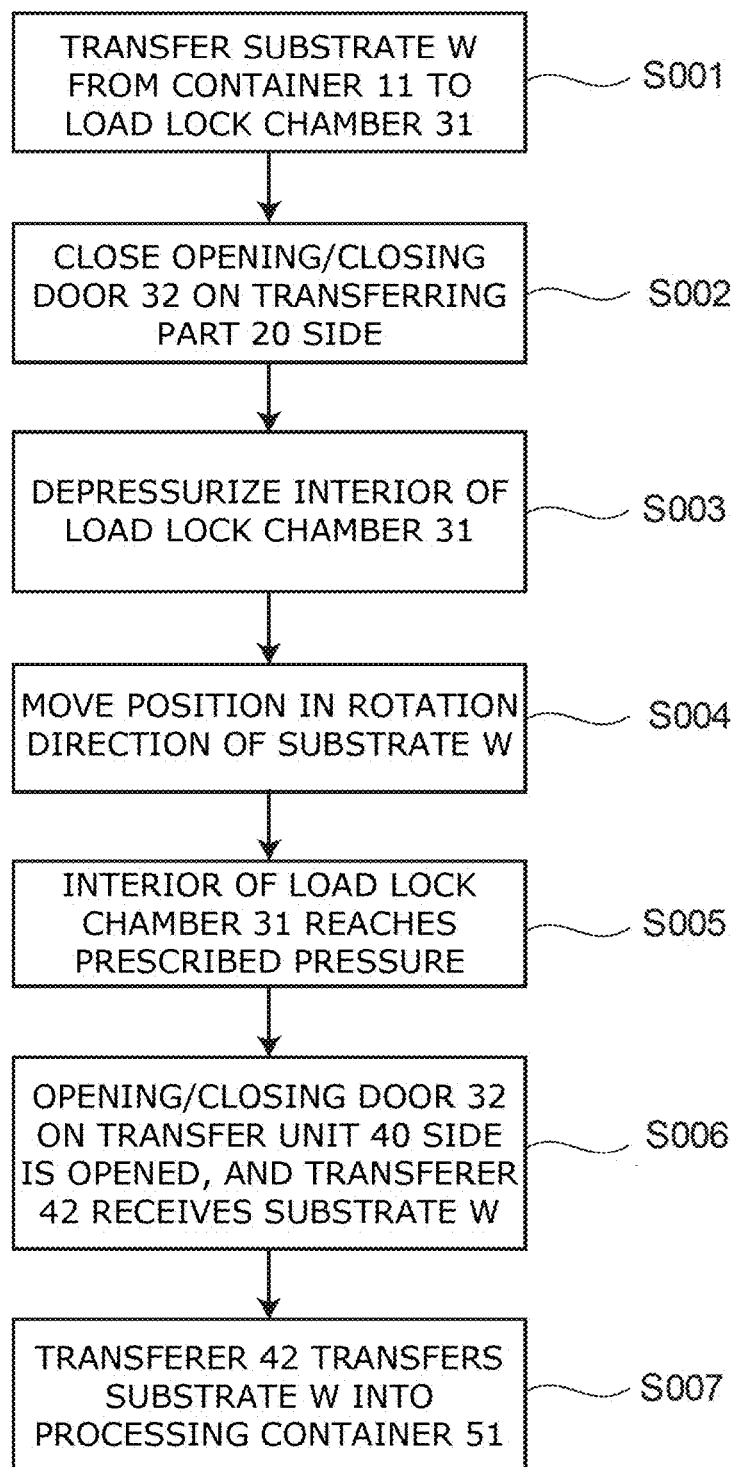 TRANSFER SUBSTRATE W
FROM CONTAINER 11 TO
LOAD LOCK CHAMBER 31
S001
CLOSE OPENING/CLOSING
DOOR 32 ON TRANSFERRING
PART 20 SIDE
S002
DEPRESSURIZE INTERIOR OF
LOAD LOCK CHAMBER 31
S003
MOVE POSITION IN ROTATION
DIRECTION OF SUBSTRATE W
S004
INTERIOR OF LOAD LOCK
CHAMBER 31 REACHES
PRESCRIBED PRESSURE
S005
OPENING/CLOSING DOOR 32
ON TRANSFER UNIT 40 SIDE
IS OPENED, AND TRANSFERER
42 RECEIVES SUBSTRATE W
S006
TRANSFERER 42 TRANSFERS
SUBSTRATE W INTO
PROCESSING CONTAINER 51
S007